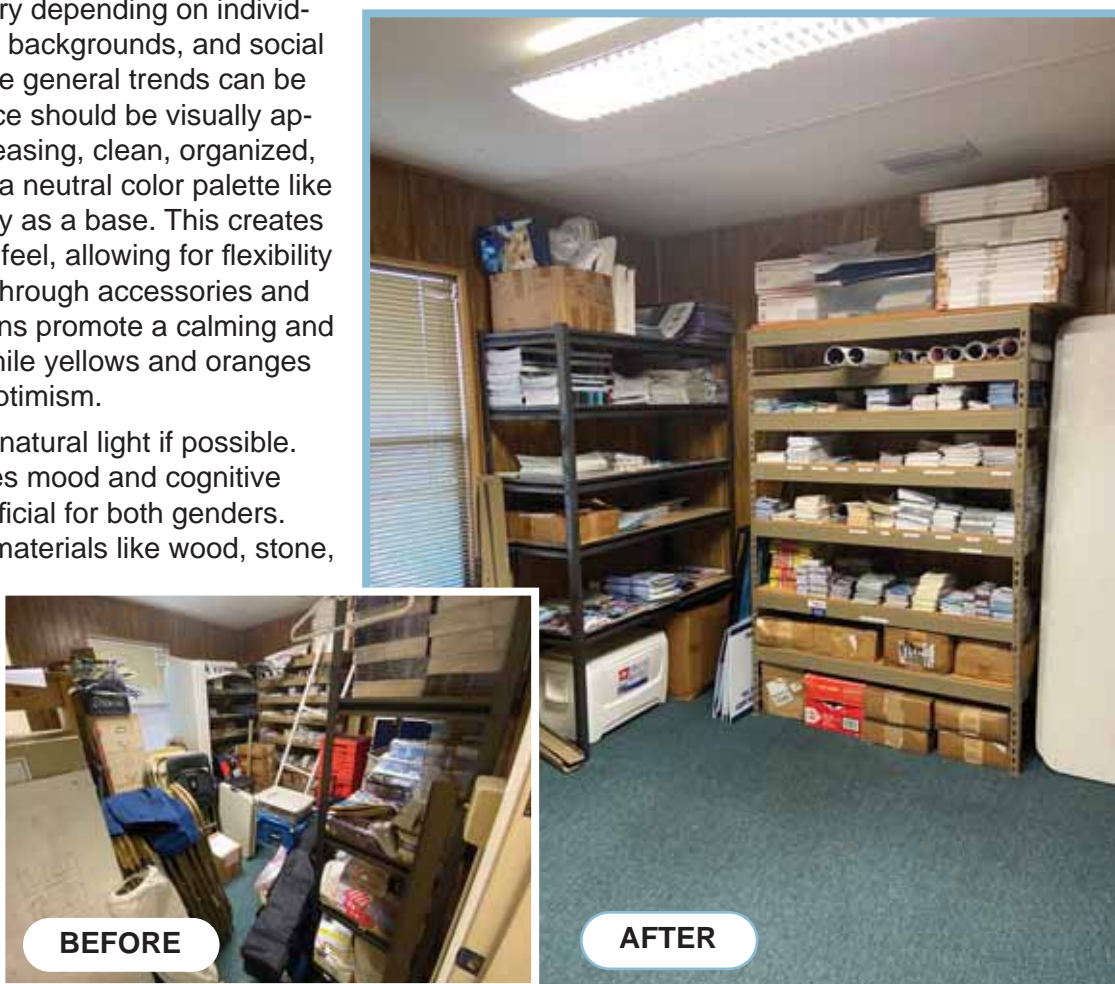 ry depending on individ-
backgrounds, and social
e general trends can be
ce should be visually ap-
easing, clean, organized,
a neutral color palette like
y as a base. This creates
feel, allowing for flexibility
hrough accessories and
ns promote a calming and
hile yellows and oranges
otimism.
natural light if possible.
es mood and cognitive
ficial for both genders.
materials like wood, stone,
BEFORE
AFTER